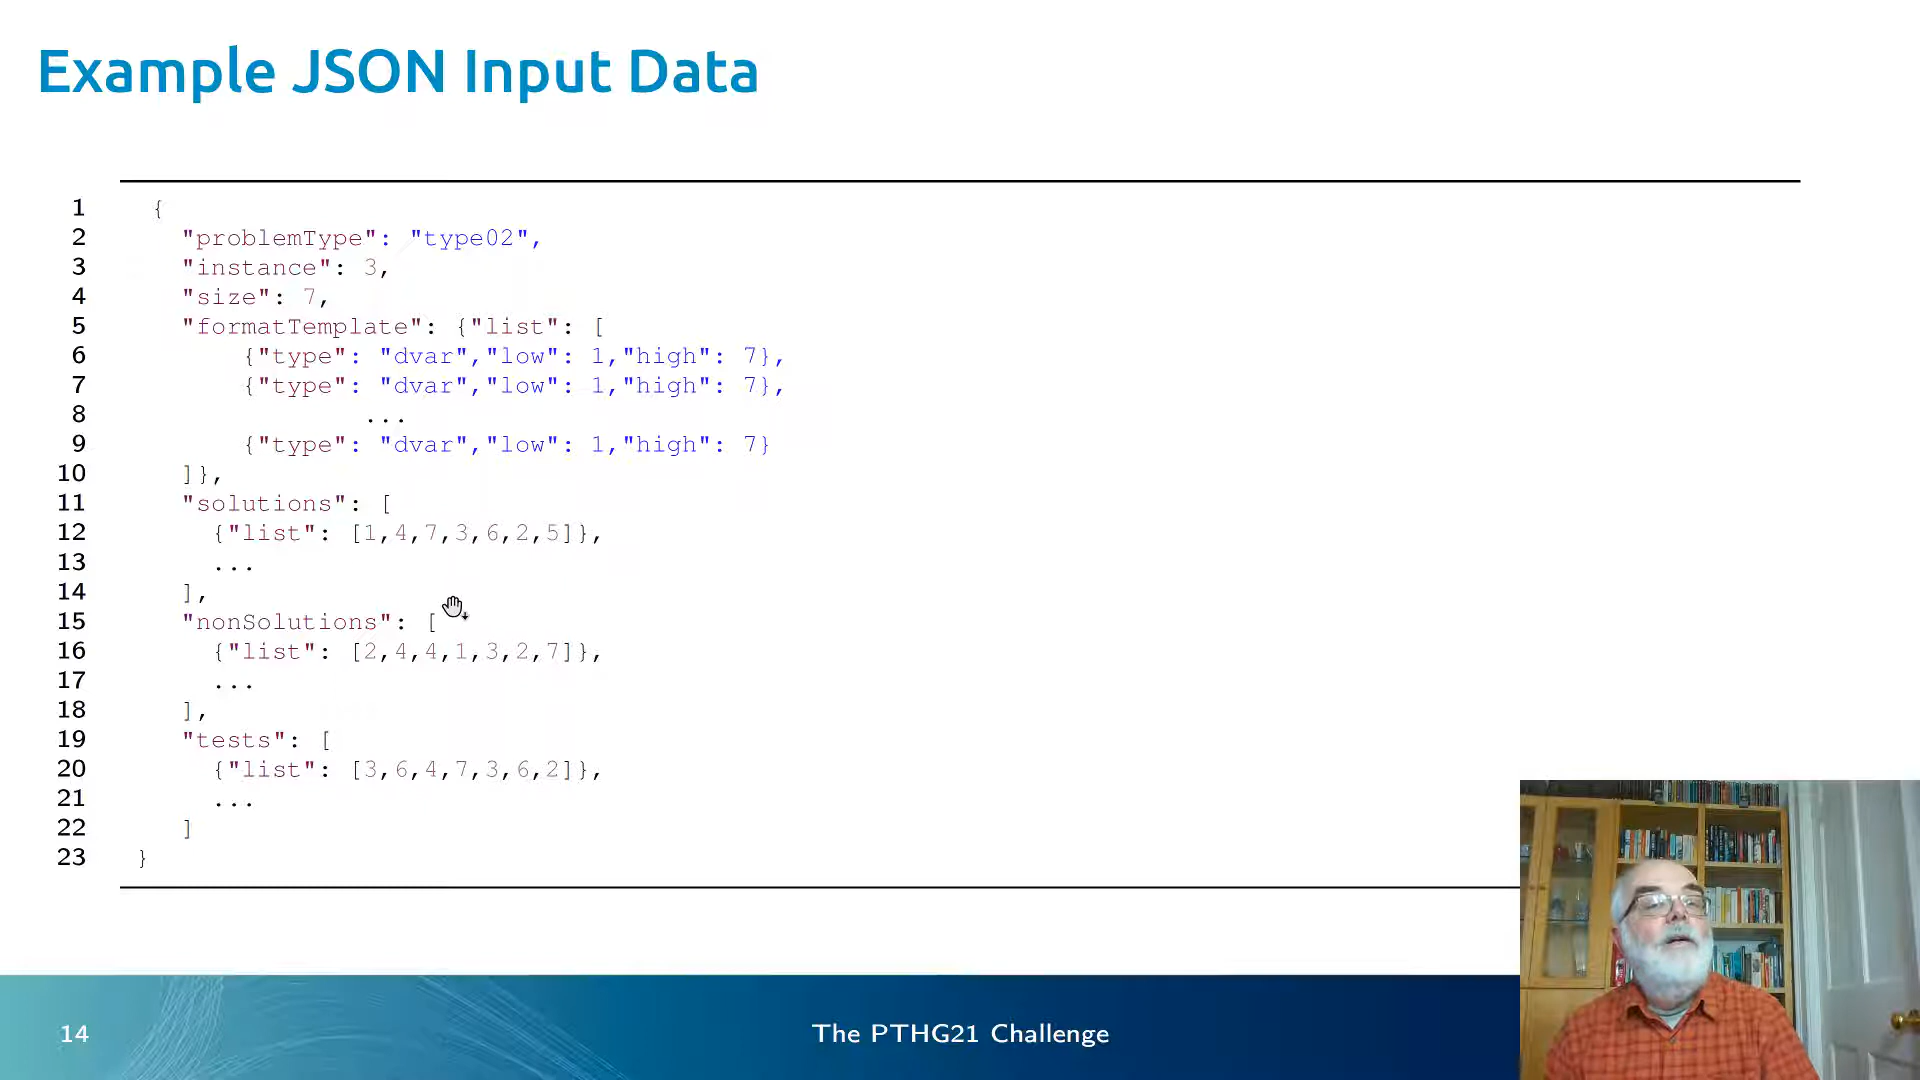 Example JSON Input Data
1 {
2 "problemType": "type02",
3 "instance": 3,
4 "size": 7,
5 "formatTemplate": {"list": [
6 {"type": "dvar","low": 1,"high": 7},
7 {"type": "dvar","low": 1,"high": 7},
8 ...
9 {"type": "dvar","low": 1,"high": 7}
10 ]},
11 "solutions": [
12 {"list": [1,4,7,3,6,2,5]},
13 ...
14 ],
15 "nonSolutions": [
16 {"list": [2,4,4,1,3,2,7]},
17 ...
18 ],
19 "tests": [
20 {"list": [3,6,4,7,3,6,2]},
21 ...
22 ]
23 }
14 The PTHG21 Challenge